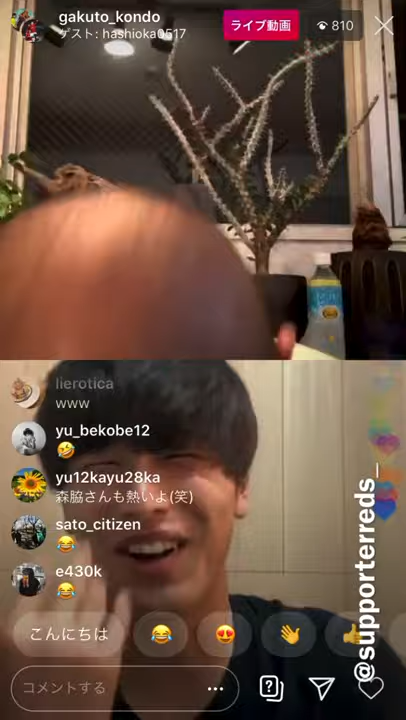 gakuto_kondo
ゲスト: hashioka0517
ライブ動画
810
lierotica
www
yu_bekobe12
🤣
yu12kayu28ka
森脇さんも熱いよ(笑)
sato_citizen
😂
e430k
😂
こんにちは
😂
😍
👋
👍
コメントする
@supporterreds_